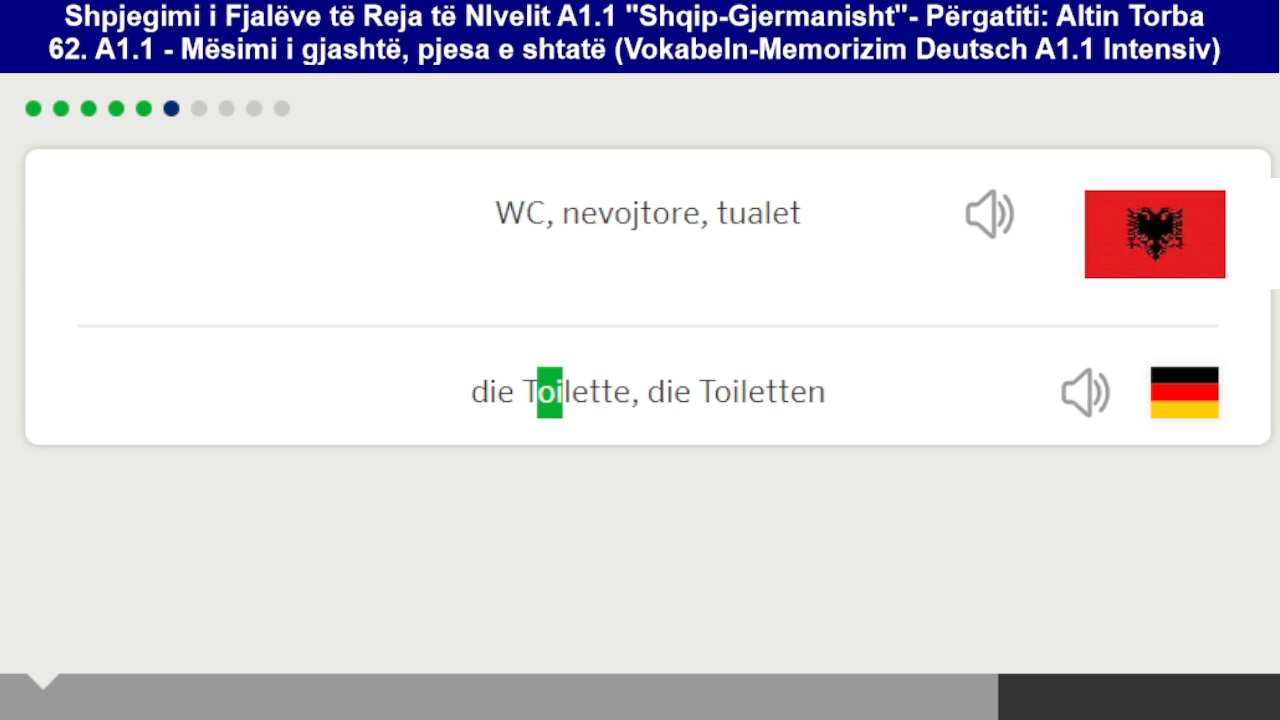 Shpjegimi i Fjalëve të Reja të NIvelit A1.1 "Shqip-Gjermanisht"- Përgatiti: Altin Torba
62. A1.1 - Mësimi i gjashtë, pjesa e shtatë (Vokabeln-Memorizim Deutsch A1.1 Intensiv)
WC, nevojtore, tualet
die Toilette, die Toiletten